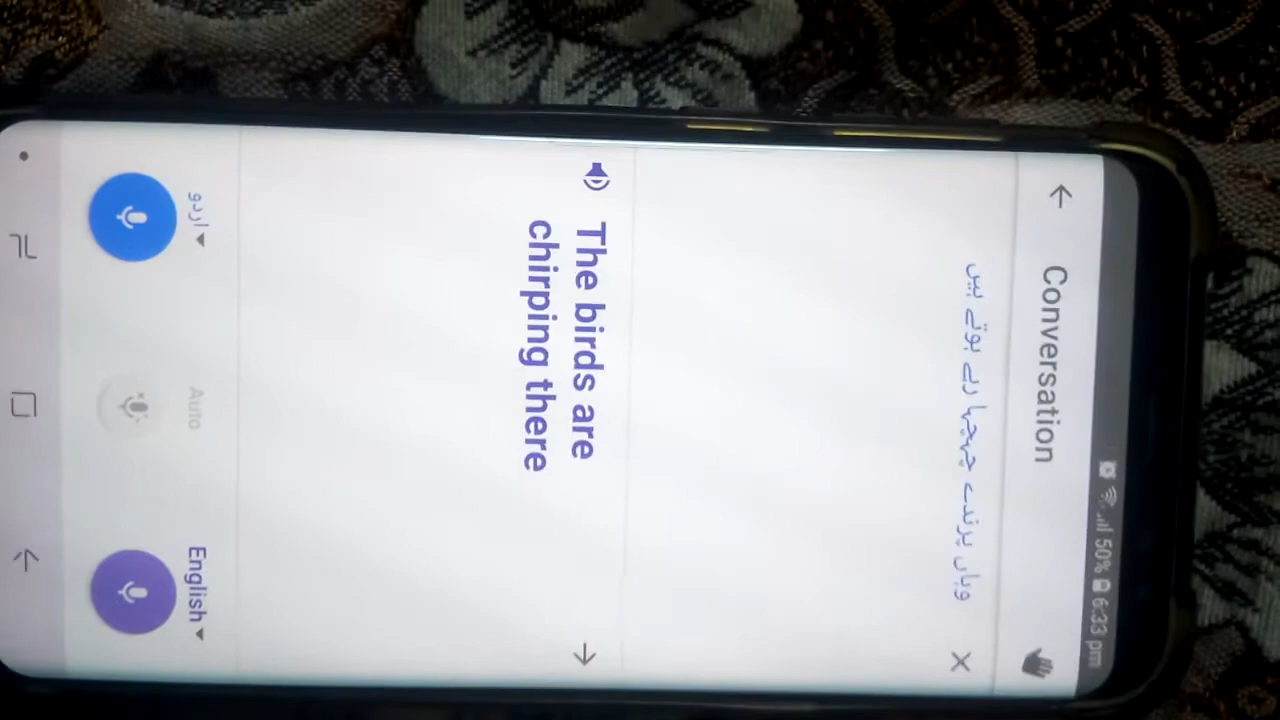 50% 6:33 pm
Conversation
وہاں پرندے چہچہا رہے ہوتے ہیں
The birds are
chirping there
اردو
Auto
English